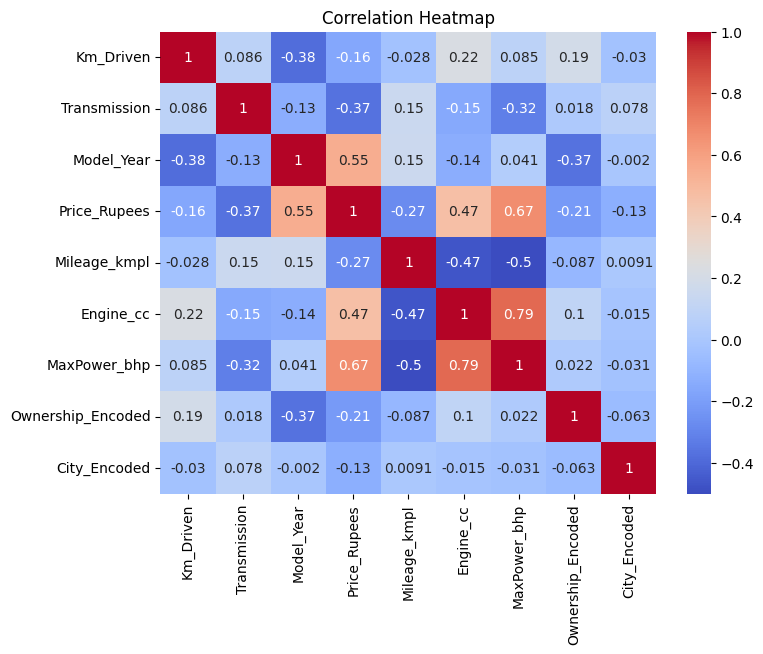 Correlation Heatmap
Km_Driven 1 0.086 -0.38 -0.16 -0.028 0.22 0.085 0.19 -0.03
Transmission 0.086 1 -0.13 -0.37 0.15 -0.15 -0.32 0.018 0.078
Model_Year -0.38 -0.13 1 0.55 0.15 -0.14 0.041 -0.37 -0.002
Price_Rupees -0.16 -0.37 0.55 1 -0.27 0.47 0.67 -0.21 -0.13
Mileage_kmpl -0.028 0.15 0.15 -0.27 1 -0.47 -0.5 -0.087 0.0091
Engine_cc 0.22 -0.15 -0.14 0.47 -0.47 1 0.79 0.1 -0.015
MaxPower_bhp 0.085 -0.32 0.041 0.67 -0.5 0.79 1 0.022 -0.031
Ownership_Encoded 0.19 0.018 -0.37 -0.21 -0.087 0.1 0.022 1 -0.063
City_Encoded -0.03 0.078 -0.002 -0.13 0.0091 -0.015 -0.031 -0.063 1
Km_Driven
Transmission
Model_Year
Price_Rupees
Mileage_kmpl
Engine_cc
MaxPower_bhp
Ownership_Encoded
City_Encoded
1.0
0.8
0.6
0.4
0.2
0.0
-0.2
-0.4